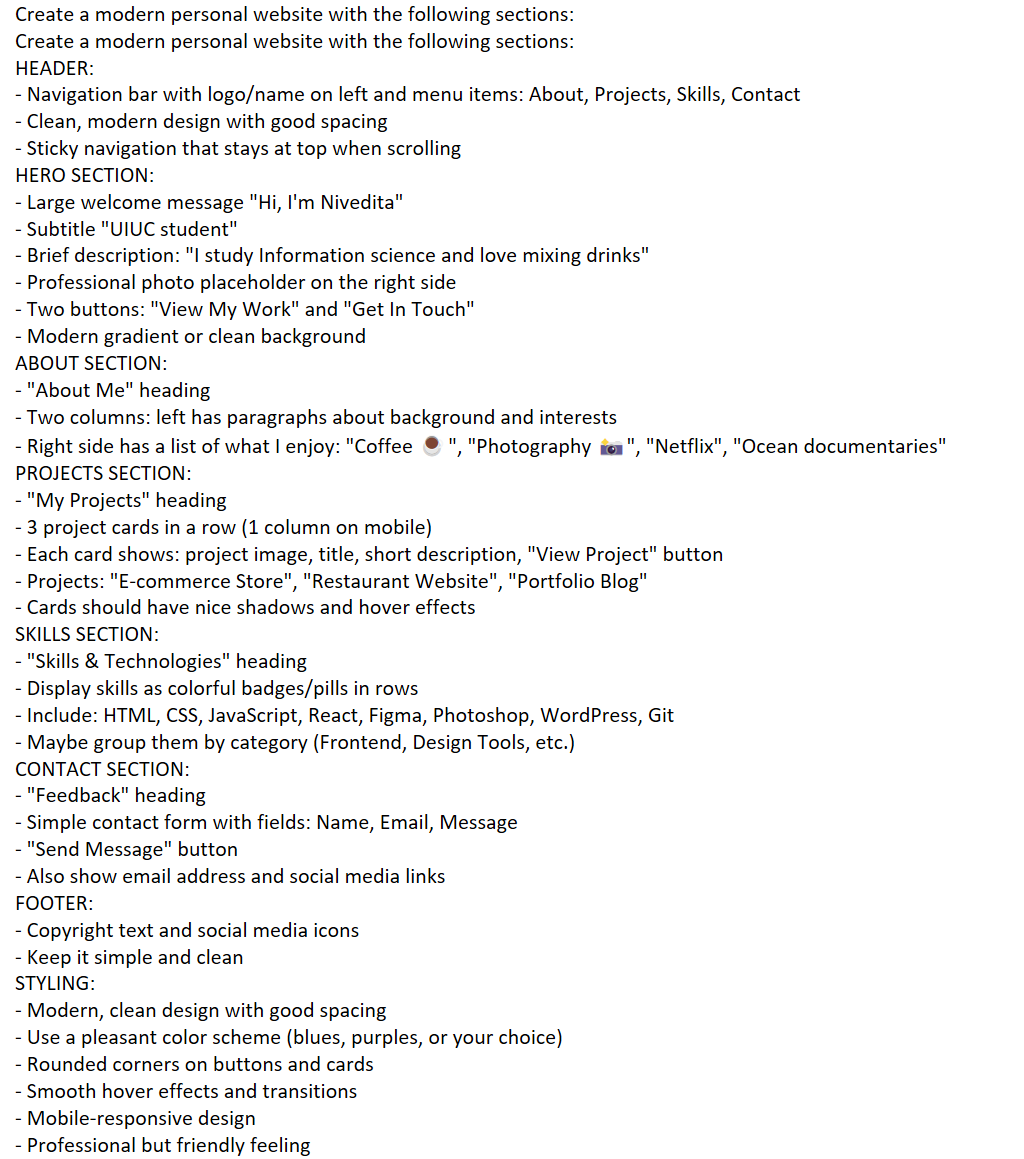 Create a modern personal website with the following sections:
Create a modern personal website with the following sections:
HEADER:
- Navigation bar with logo/name on left and menu items: About, Projects, Skills, Contact
- Clean, modern design with good spacing
- Sticky navigation that stays at top when scrolling
HERO SECTION:
- Large welcome message "Hi, I'm Nivedita"
- Subtitle "UIUC student"
- Brief description: "I study Information science and love mixing drinks"
- Professional photo placeholder on the right side
- Two buttons: "View My Work" and "Get In Touch"
- Modern gradient or clean background
ABOUT SECTION:
- "About Me" heading
- Two columns: left has paragraphs about background and interests
- Right side has a list of what I enjoy: "Coffee ☕ ", "Photography 📸 ", "Netflix", "Ocean documentaries"
PROJECTS SECTION:
- "My Projects" heading
- 3 project cards in a row (1 column on mobile)
- Each card shows: project image, title, short description, "View Project" button
- Projects: "E-commerce Store", "Restaurant Website", "Portfolio Blog"
- Cards should have nice shadows and hover effects
SKILLS SECTION:
- "Skills & Technologies" heading
- Display skills as colorful badges/pills in rows
- Include: HTML, CSS, JavaScript, React, Figma, Photoshop, WordPress, Git
- Maybe group them by category (Frontend, Design Tools, etc.)
CONTACT SECTION:
- "Feedback" heading
- Simple contact form with fields: Name, Email, Message
- "Send Message" button
- Also show email address and social media links
FOOTER:
- Copyright text and social media icons
- Keep it simple and clean
STYLING:
- Modern, clean design with good spacing
- Use a pleasant color scheme (blues, purples, or your choice)
- Rounded corners on buttons and cards
- Smooth hover effects and transitions
- Mobile-responsive design
- Professional but friendly feeling